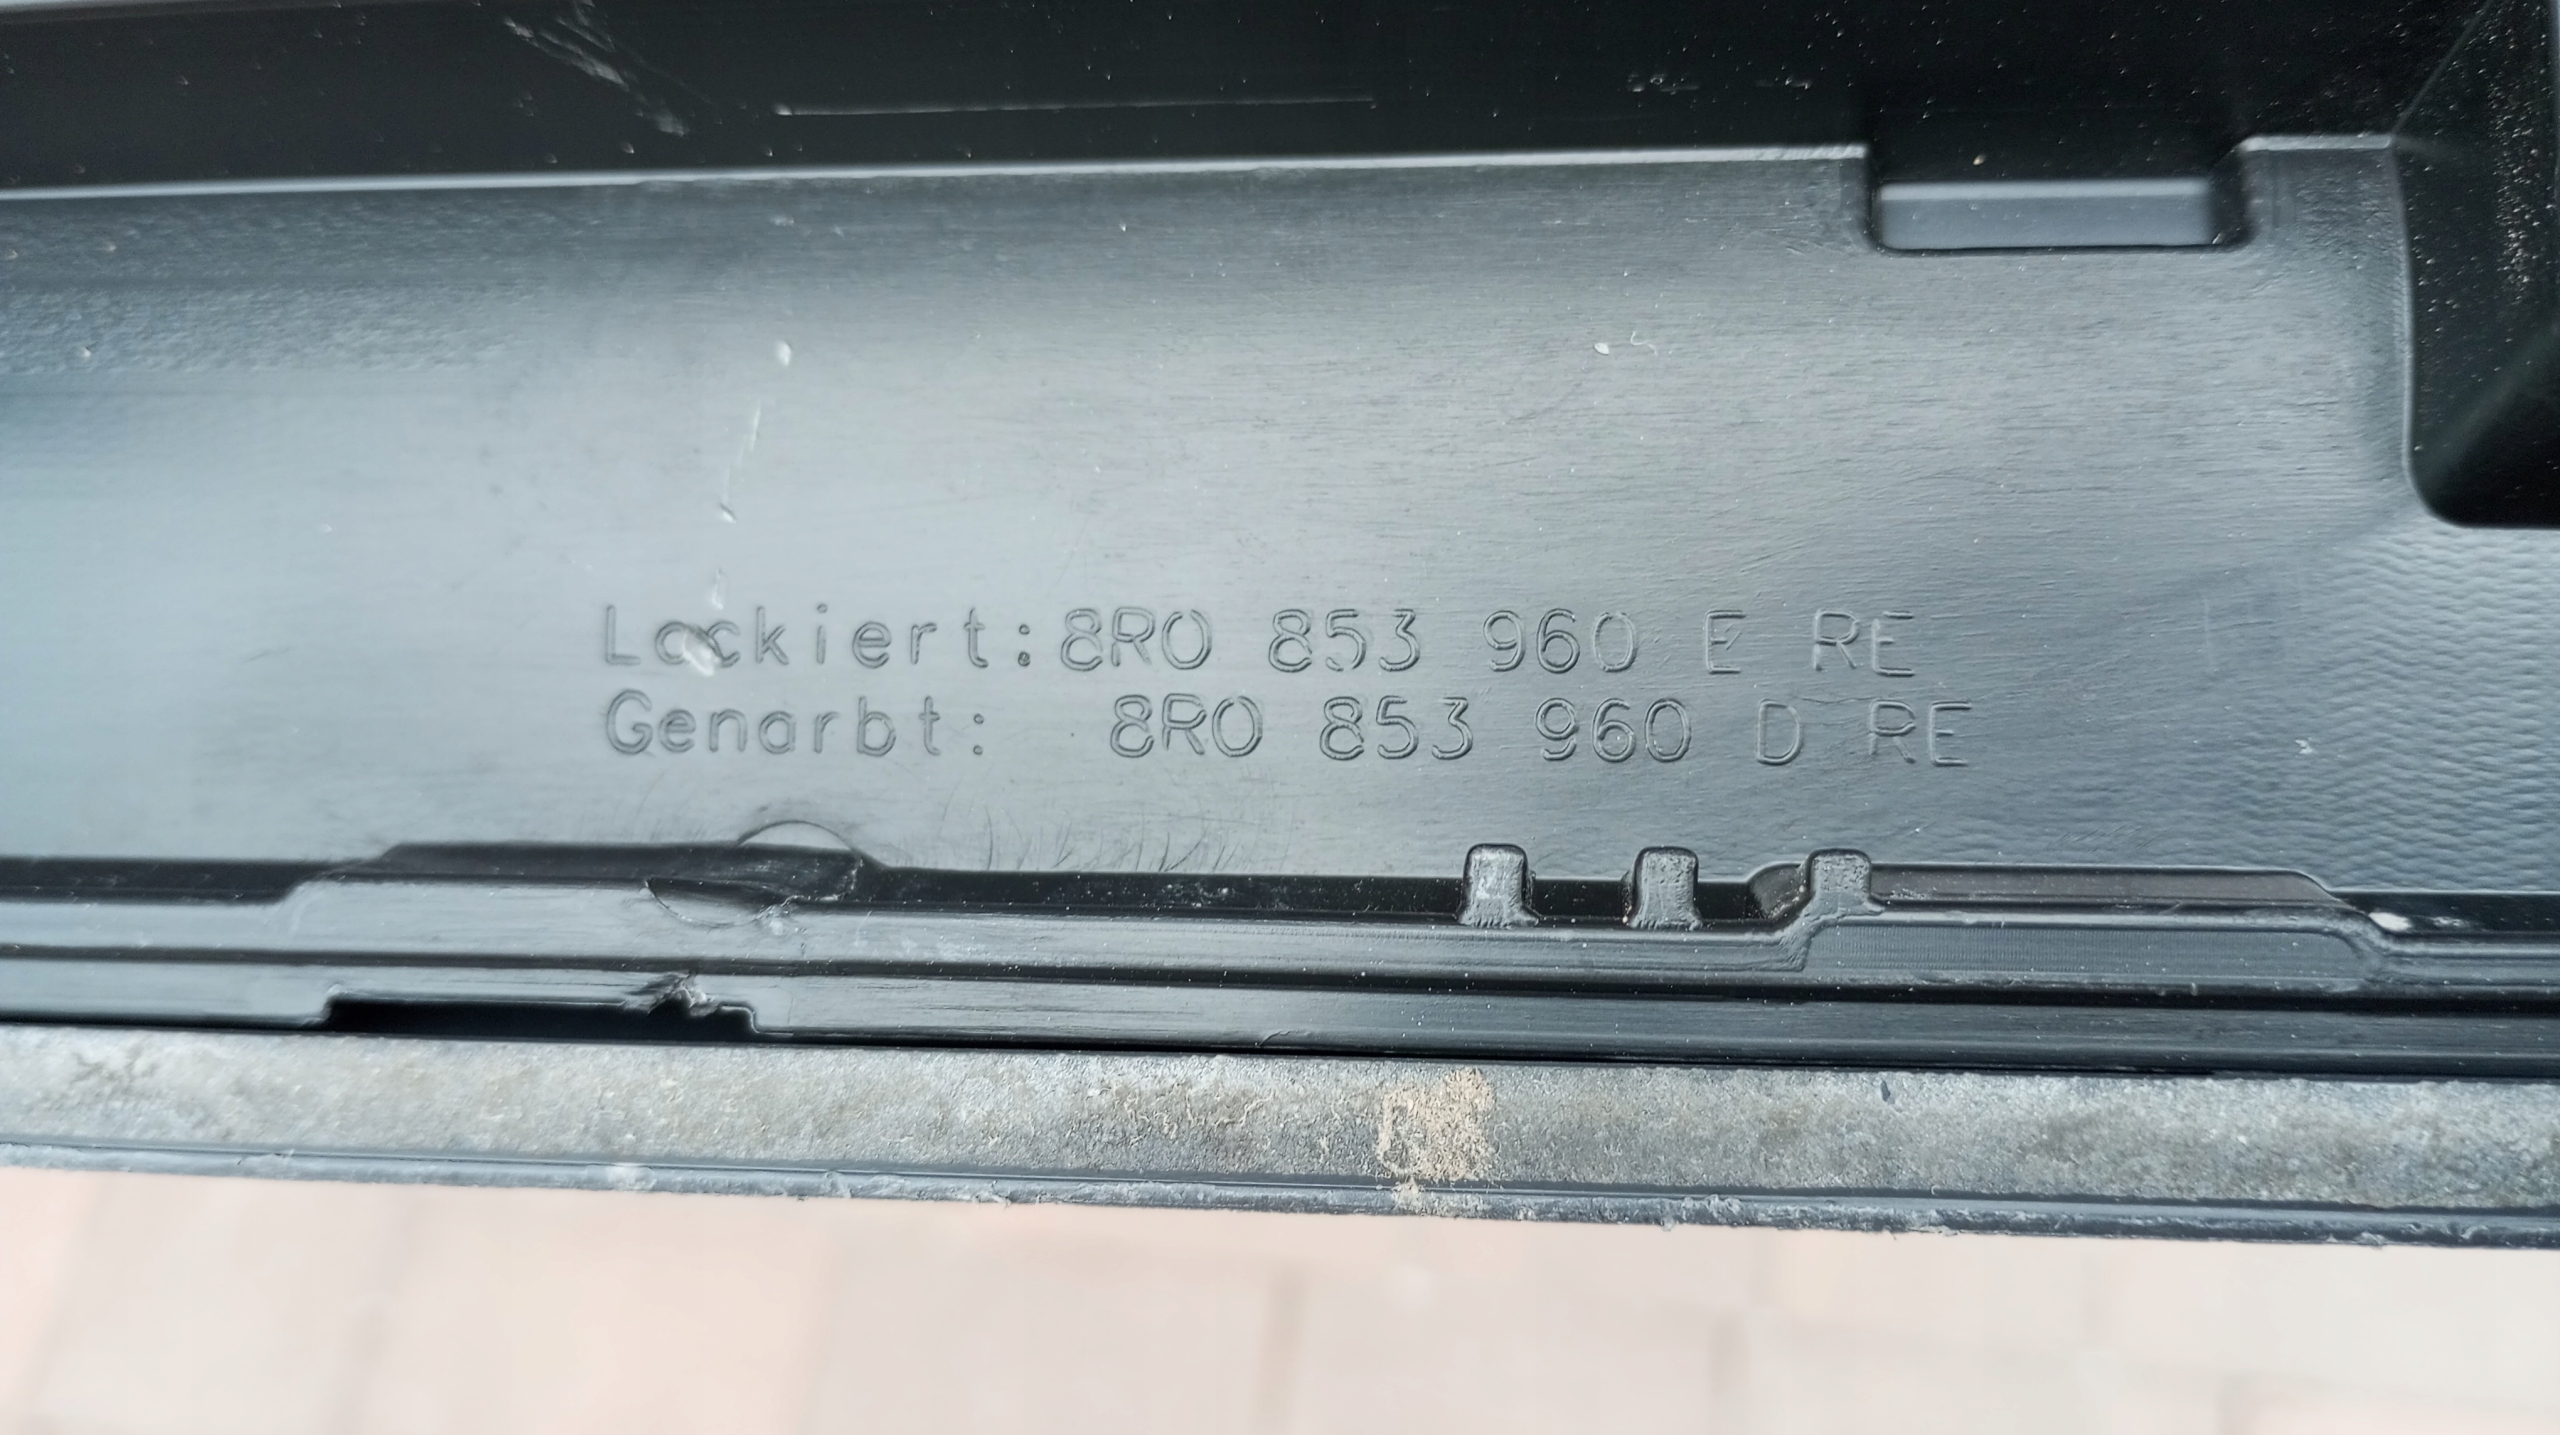 Lackiert: 8R0 853 960 E RE
Genarbt: 8R0 853 960 D RE